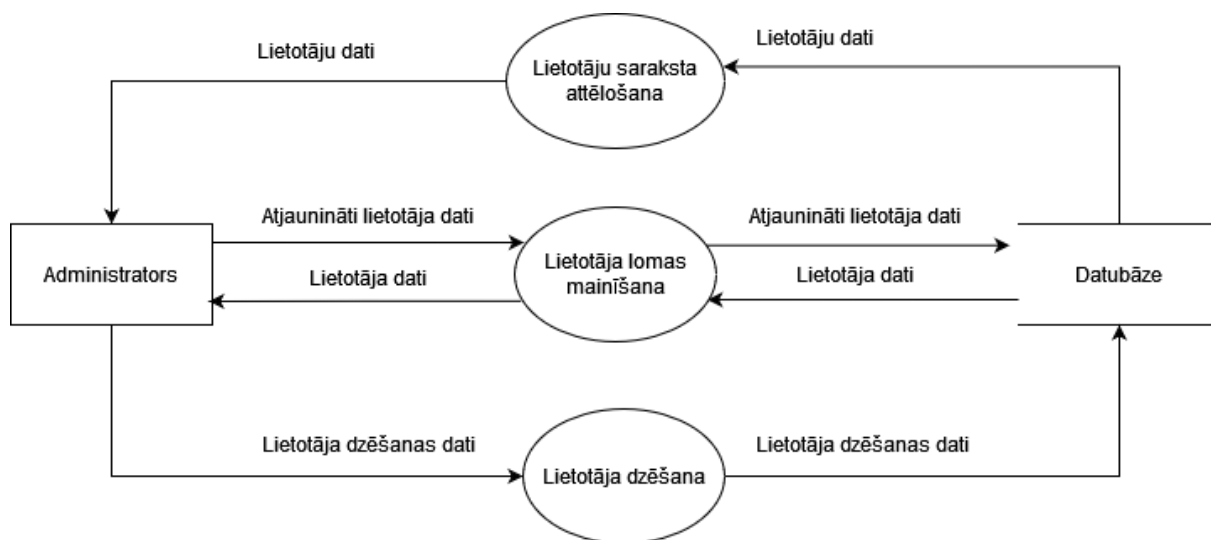 Lietotāju dati
Lietotāju dati
Lietotāju saraksta
attēlošana
Atjaunināti lietotāja dati
Atjaunināti lietotāja dati
Administrators
Lietotāja dati
Lietotāja lomas
mainīšana
Lietotāja dati
Datubāze
Lietotāja dzēšanas dati
Lietotāja dzēšanas dati
Lietotāja dzēšana